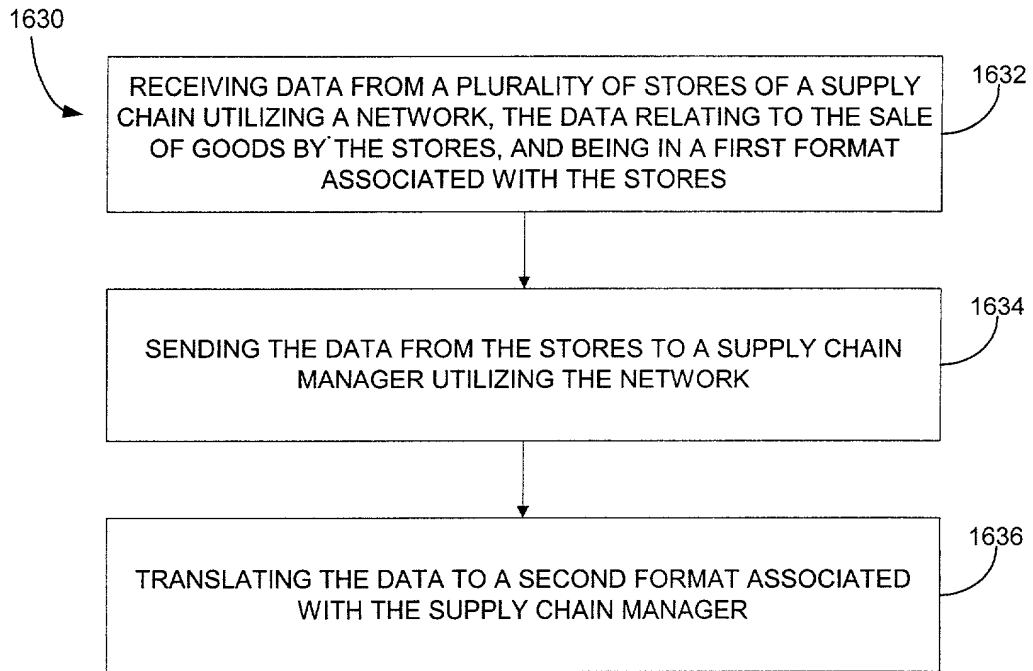 1630
RECEIVING DATA FROM A PLURALITY OF STORES OF A SUPPLY
CHAIN UTILIZING A NETWORK, THE DATA RELATING TO THE SALE
OF GOODS BY THE STORES, AND BEING IN A FIRST FORMAT
ASSOCIATED WITH THE STORES
1632
SENDING THE DATA FROM THE STORES TO A SUPPLY CHAIN
MANAGER UTILIZING THE NETWORK
1634
TRANSLATING THE DATA TO A SECOND FORMAT ASSOCIATED
WITH THE SUPPLY CHAIN MANAGER
1636